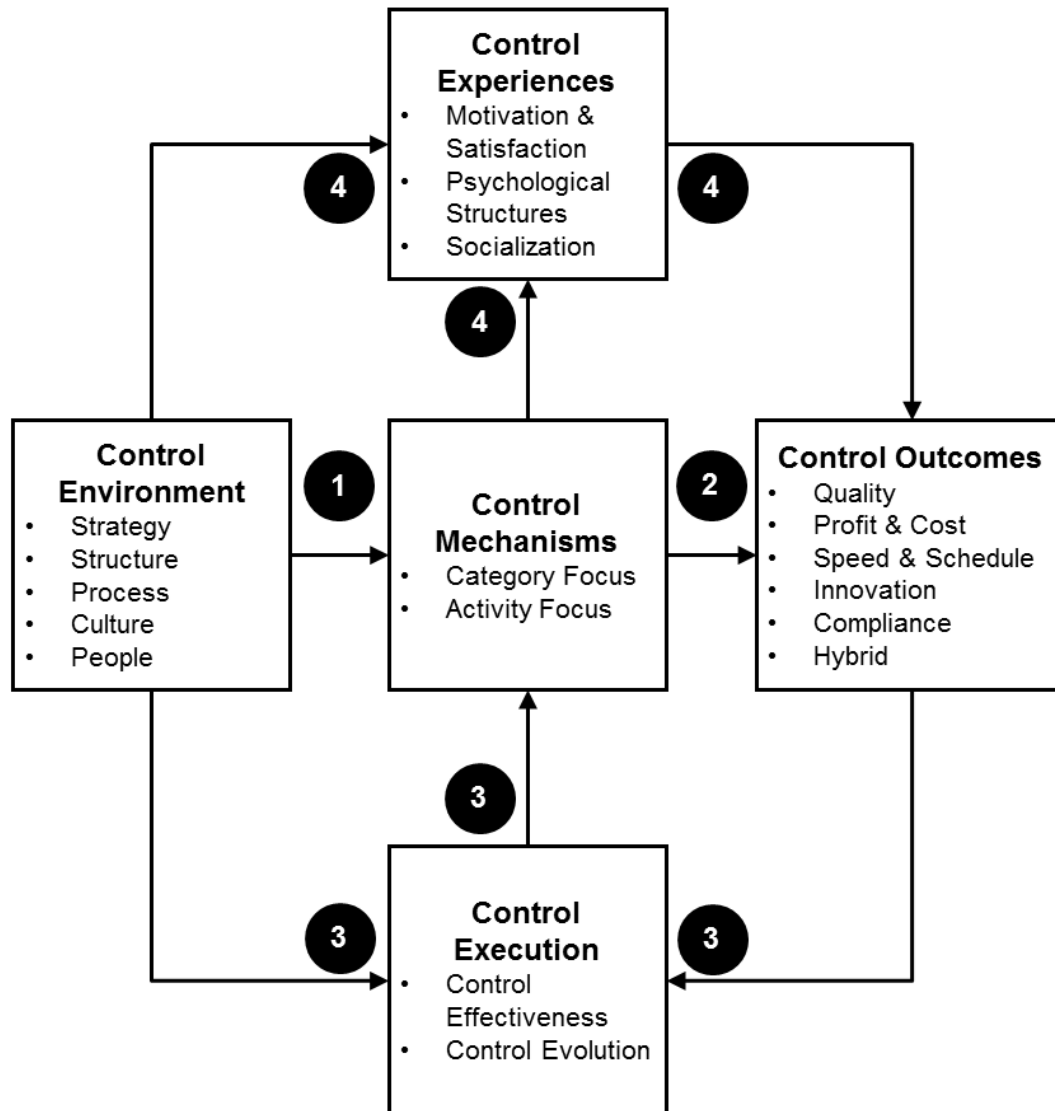 Control
Experiences
• Motivation &
Satisfaction
• Psychological
Structures
• Socialization
4
4
4
Control
Environment
• Strategy
• Structure
• Process
• Culture
• People
1
Control
Mechanisms
• Category Focus
• Activity Focus
2
Control Outcomes
• Quality
• Profit & Cost
• Speed & Schedule
• Innovation
• Compliance
• Hybrid
3
3
3
Control
Execution
• Control
Effectiveness
• Control Evolution